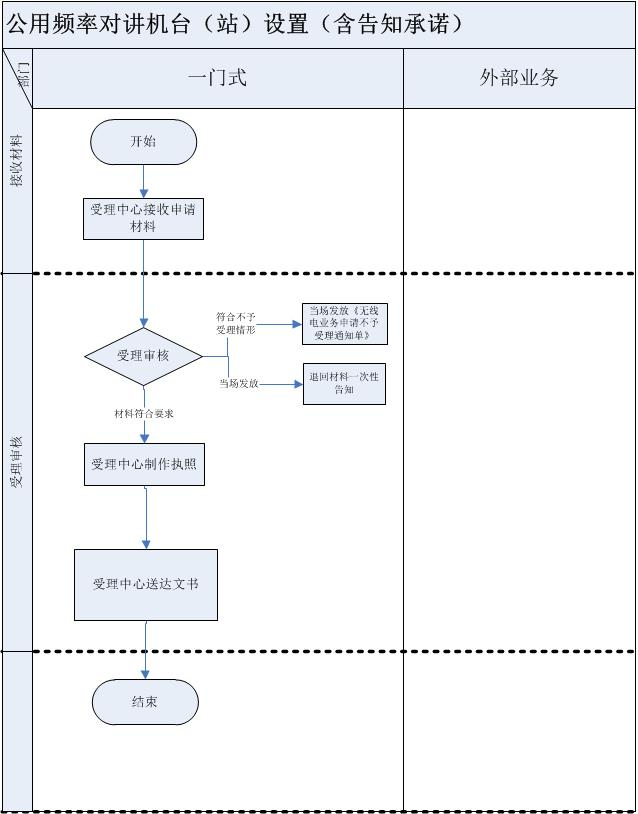 公用频率对讲机台（站）设置（含告知承诺）
部门
一门式
外部业务
接收材料
开始
受理中心接收申请
材料
受理审核
受理审核
符合不予
受理情形
当场发放《无线
电业务申请不予
受理通知单》
当场发放
退回材料一次性
告知
材料符合要求
受理中心制作执照
受理中心送达文书
结束